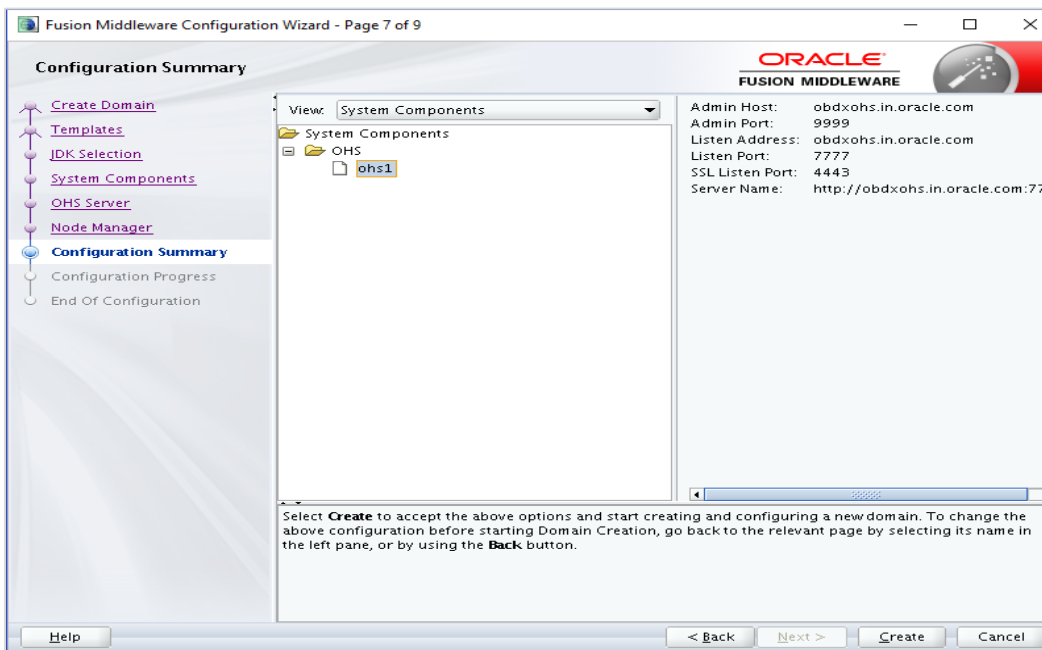 Fusion Middleware Configuration Wizard - Page 7 of 9
Configuration Summary
ORACLE
FUSION MIDDLEWARE
Create Domain
Templates
JDK Selection
System Components
OHS Server
Node Manager
Configuration Summary
Configuration Progress
End Of Configuration
View: System Components
System Components
OHS
ohs1
Admin Host: obdxohs.in.oracle.com
Admin Port: 9999
Listen Address: obdxohs.in.oracle.com
Listen Port: 7777
SSL Listen Port: 4443
Server Name: http://obdxohs.in.oracle.com:77
Select Create to accept the above options and start creating and configuring a new domain. To change the
above configuration before starting Domain Creation, go back to the relevant page by selecting its name in
the left pane, or by using the Back button.
Help
< Back
Next >
Create
Cancel